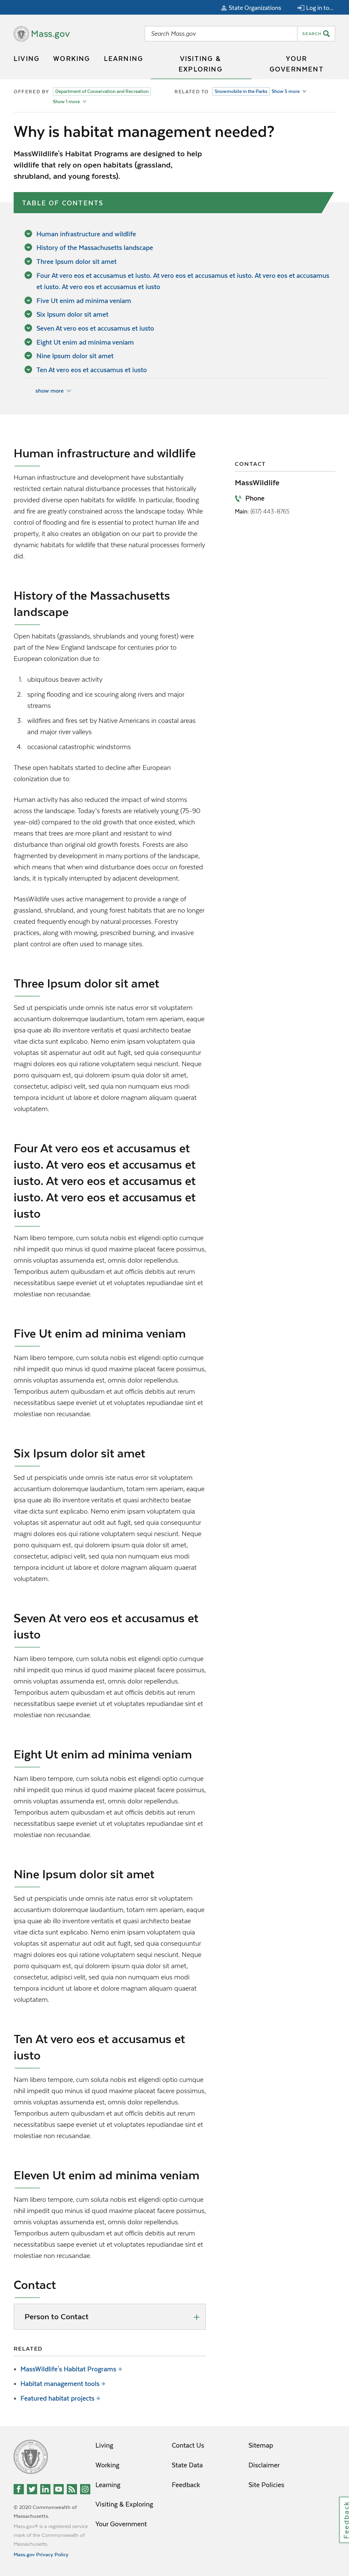 State Organizations
Log in to...
Mass.gov
Search Mass.gov
SEARCH
LIVING
WORKING
LEARNING
VISITING & EXPLORING
YOUR GOVERNMENT
OFFERED BY
Department of Conservation and Recreation
Show 1 more
RELATED TO
Snowmobile in the Parks
Show 5 more
Why is habitat management needed?
MassWildlife's Habitat Programs are designed to help
wildlife that rely on open habitats (grassland,
shrubland, and young forests).
TABLE OF CONTENTS
Human infrastructure and wildlife
History of the Massachusetts landscape
Three Ipsum dolor sit amet
Four At vero eos et accusamus et iusto. At vero eos et accusamus et iusto. At vero eos et accusamus
et iusto. At vero eos et accusamus et iusto
Five Ut enim ad minima veniam
Six Ipsum dolor sit amet
Seven At vero eos et accusamus et iusto
Eight Ut enim ad minima veniam
Nine Ipsum dolor sit amet
Ten At vero eos et accusamus et iusto
show more
Human infrastructure and wildlife
Human infrastructure and development have substantially
restricted certain natural disturbance processes that historically
provided diverse open habitats for wildlife. In particular, flooding
and fire are greatly constrained across the landscape today. While
control of flooding and fire is essential to protect human life and
property, it also creates an obligation on our part to provide the
dynamic habitats for wildlife that these natural processes formerly
did.
CONTACT
MassWildlife
Phone
Main: (617) 443-8765
History of the Massachusetts
landscape
Open habitats (grasslands, shrublands and young forest) were
part of the New England landscape for centuries prior to
European colonization due to:
1. ubiquitous beaver activity
2. spring flooding and ice scouring along rivers and major
streams
3. wildfires and fires set by Native Americans in coastal areas
and major river valleys
4. occasional catastrophic windstorms
These open habitats started to decline after European
colonization due to:
Human activity has also reduced the impact of wind storms
across the landscape. Today's forests are relatively young (75-90
year-old) compared to the old growth that once existed, which
means that trees are more plant and resistant to wind
disturbance than original old growth forests. Forests are also
fragmented by development in many portions of the landscape,
which means that when wind disturbance does occur on forested
lands, it is typically interrupted by adjacent development.
MassWildlife uses active management to provide a range of
grassland, shrubland, and young forest habitats that are no longer
created frequently enough by natural processes. Forestry
practices, along with mowing, prescribed burning, and invasive
plant control are often used to manage sites.
Three Ipsum dolor sit amet
Sed ut perspiciatis unde omnis iste natus error sit voluptatem
accusantium doloremque laudantium, totam rem aperiam, eaque
ipsa quae ab illo inventore veritatis et quasi architecto beatae
vitae dicta sunt explicabo. Nemo enim ipsam voluptatem quia
voluptas sit aspernatur aut odit aut fugit, sed quia consequuntur
magni dolores eos qui ratione voluptatem sequi nesciunt. Neque
porro quisquam est, qui dolorem ipsum quia dolor sit amet,
consectetur, adipisci velit, sed quia non numquam eius modi
tempora incidunt ut labore et dolore magnam aliquam quaerat
voluptatem.
Four At vero eos et accusamus et
iusto. At vero eos et accusamus et
iusto. At vero eos et accusamus et
iusto. At vero eos et accusamus et
iusto
Nam libero tempore, cum soluta nobis est eligendi optio cumque
nihil impedit quo minus id quod maxime placeat facere possimus,
omnis voluptas assumenda est, omnis dolor repellendus.
Temporibus autem quibusdam et aut officiis debitis aut rerum
necessitatibus saepe eveniet ut et voluptates repudiandae sint et
molestiae non recusandae.
Five Ut enim ad minima veniam
Nam libero tempore, cum soluta nobis est eligendi optio cumque
nihil impedit quo minus id quod maxime placeat facere possimus,
omnis voluptas assumenda est, omnis dolor repellendus.
Temporibus autem quibusdam et aut officiis debitis aut rerum
necessitatibus saepe eveniet ut et voluptates repudiandae sint et
molestiae non recusandae.
Six Ipsum dolor sit amet
Sed ut perspiciatis unde omnis iste natus error sit voluptatem
accusantium doloremque laudantium, totam rem aperiam, eaque
ipsa quae ab illo inventore veritatis et quasi architecto beatae
vitae dicta sunt explicabo. Nemo enim ipsam voluptatem quia
voluptas sit aspernatur aut odit aut fugit, sed quia consequuntur
magni dolores eos qui ratione voluptatem sequi nesciunt. Neque
porro quisquam est, qui dolorem ipsum quia dolor sit amet,
consectetur, adipisci velit, sed quia non numquam eius modi
tempora incidunt ut labore et dolore magnam aliquam quaerat
voluptatem.
Seven At vero eos et accusamus et
iusto
Nam libero tempore, cum soluta nobis est eligendi optio cumque
nihil impedit quo minus id quod maxime placeat facere possimus,
omnis voluptas assumenda est, omnis dolor repellendus.
Temporibus autem quibusdam et aut officiis debitis aut rerum
necessitatibus saepe eveniet ut et voluptates repudiandae sint et
molestiae non recusandae.
Eight Ut enim ad minima veniam
Nam libero tempore, cum soluta nobis est eligendi optio cumque
nihil impedit quo minus id quod maxime placeat facere possimus,
omnis voluptas assumenda est, omnis dolor repellendus.
Temporibus autem quibusdam et aut officiis debitis aut rerum
necessitatibus saepe eveniet ut et voluptates repudiandae sint et
molestiae non recusandae.
Nine Ipsum dolor sit amet
Sed ut perspiciatis unde omnis iste natus error sit voluptatem
accusantium doloremque laudantium, totam rem aperiam, eaque
ipsa quae ab illo inventore veritatis et quasi architecto beatae
vitae dicta sunt explicabo. Nemo enim ipsam voluptatem quia
voluptas sit aspernatur aut odit aut fugit, sed quia consequuntur
magni dolores eos qui ratione voluptatem sequi nesciunt. Neque
porro quisquam est, qui dolorem ipsum quia dolor sit amet,
consectetur, adipisci velit, sed quia non numquam eius modi
tempora incidunt ut labore et dolore magnam aliquam quaerat
voluptatem.
Ten At vero eos et accusamus et
iusto
Nam libero tempore, cum soluta nobis est eligendi optio cumque
nihil impedit quo minus id quod maxime placeat facere possimus,
omnis voluptas assumenda est, omnis dolor repellendus.
Temporibus autem quibusdam et aut officiis debitis aut rerum
necessitatibus saepe eveniet ut et voluptates repudiandae sint et
molestiae non recusandae.
Eleven Ut enim ad minima veniam
Nam libero tempore, cum soluta nobis est eligendi optio cumque
nihil impedit quo minus id quod maxime placeat facere possimus,
omnis voluptas assumenda est, omnis dolor repellendus.
Temporibus autem quibusdam et aut officiis debitis aut rerum
necessitatibus saepe eveniet ut et voluptates repudiandae sint et
molestiae non recusandae.
Contact
Person to Contact
RELATED
MassWildlife's Habitat Programs
Habitat management tools
Featured habitat projects
Living
Working
Learning
Visiting & Exploring
Your Government
Contact Us
State Data
Feedback
Sitemap
Disclaimer
Site Policies
© 2020 Commonwealth of
Massachusetts.
Mass.gov® is a registered service
mark of the Commonwealth of
Massachusetts.
Mass.gov Privacy Policy
Feedback